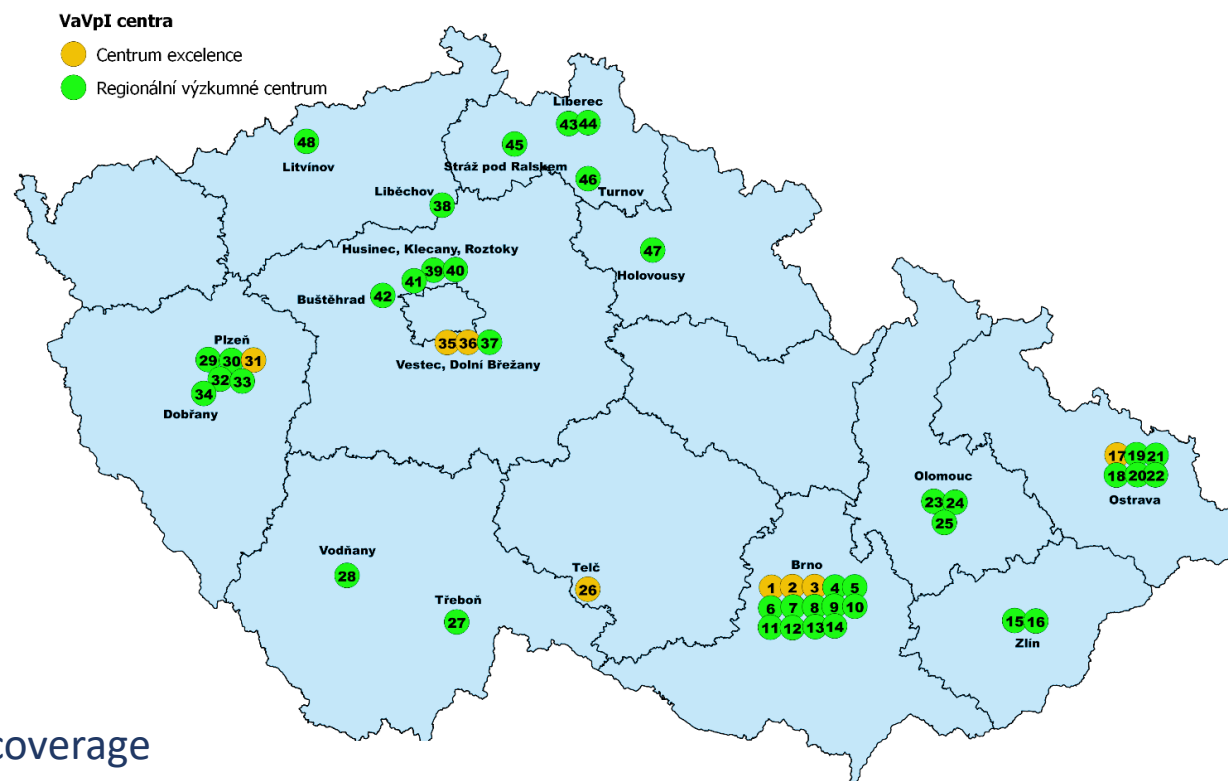 VaVpI centra
Centrum excelence
Regionální výzkumné centrum
Liberec
43 44
48
45
Litvínov
Stráž pod Ralskem
46
Turnov
Liběchov
38
Husinec, Klecany, Roztoky
47
39 40
41
Holovousy
42
Buštěhrad
Plzeň
35 36 37
29 30 31
Vestec, Dolní Břežany
32 33
34
Dobřany
17 19 21
Olomouc
18 20 22
23 24
Ostrava
25
Vodňany
Telč
Brno
28
26
1 2 3 4 5
Třeboň
6 7 8 9 10
27
15 16
11 12 13 14
Zlín
coverage